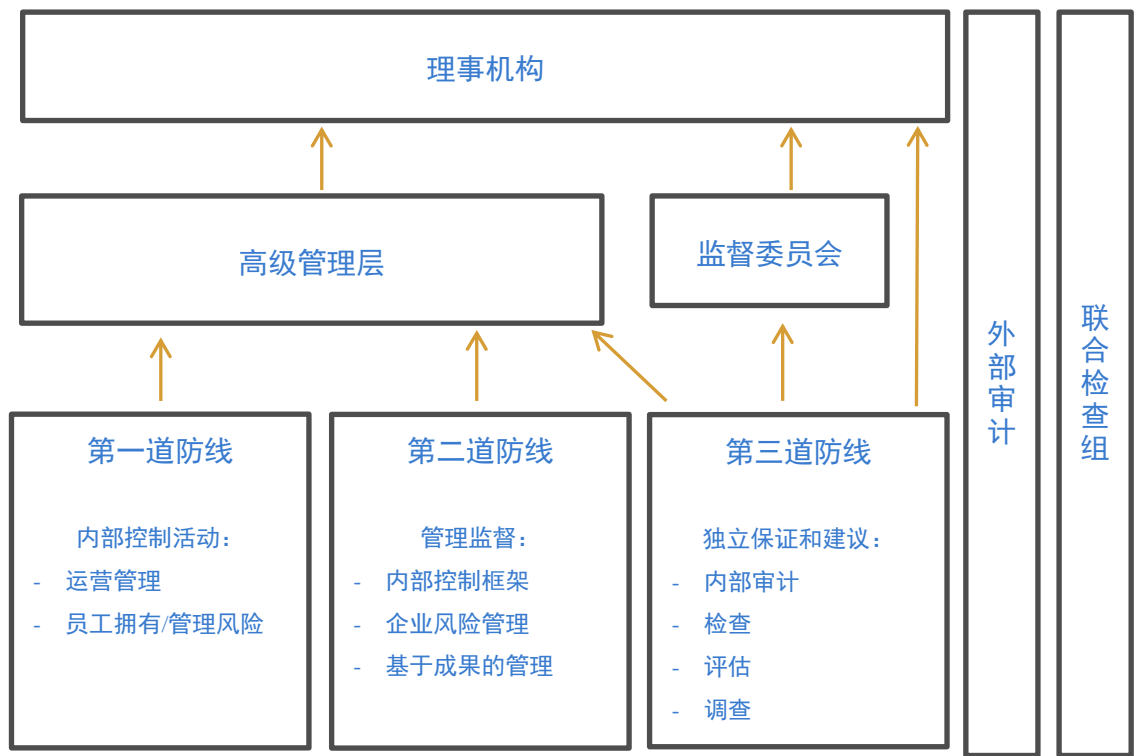 理事机构
高级管理层
监督委员会
第一道防线
内部控制活动：
- 运营管理
- 员工拥有/管理风险
第二道防线
管理监督：
- 内部控制框架
- 企业风险管理
- 基于成果的管理
第三道防线
独立保证和建议：
- 内部审计
- 检查
- 评估
- 调查
外部审计
联合检查组